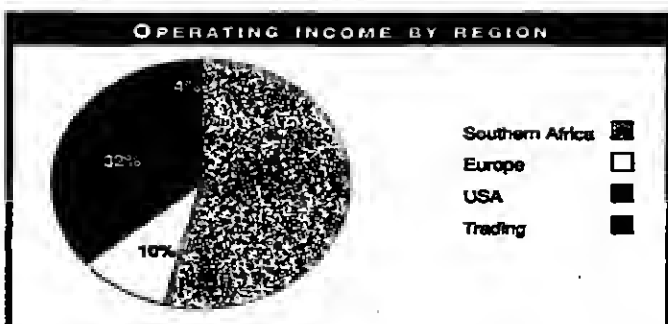 OPERATING INCOME BY REGION
4%
32%
10%
Southern Africa
Europe
USA
Trading